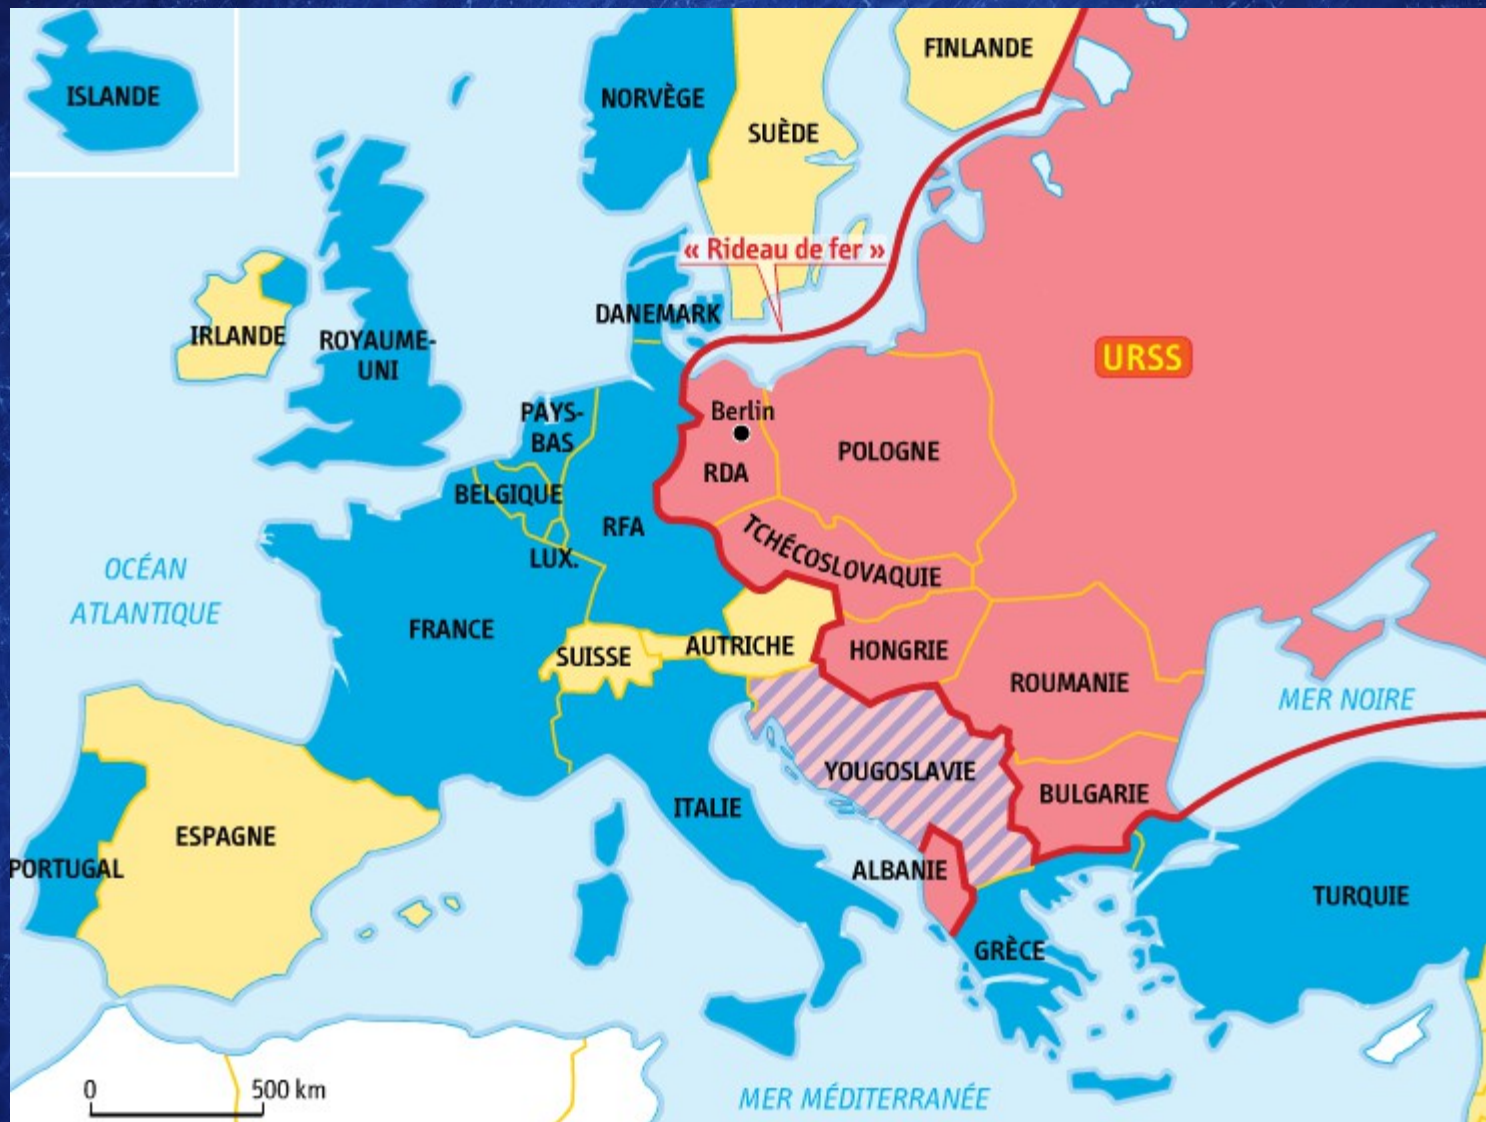 ISLANDE
NORVÈGE
FINLANDE
SUÈDE
« Rideau de fer »
IRLANDE
ROYAUME-
UNI
DANEMARK
URSS
PAYS-
BAS
Berlin
POLOGNE
RDA
BELGIQUE
RFA
TCHÉCOSLOVAQUIE
LUX.
OCÉAN
ATLANTIQUE
FRANCE
SUISSE
AUTRICHE
HONGRIE
ROUMANIE
MER NOIRE
YOUGOSLAVIE
BULGARIE
ITALIE
ESPAGNE
PORTUGAL
ALBANIE
TURQUIE
GRÈCE
0 500 km
MER MÉDITERRANÉE